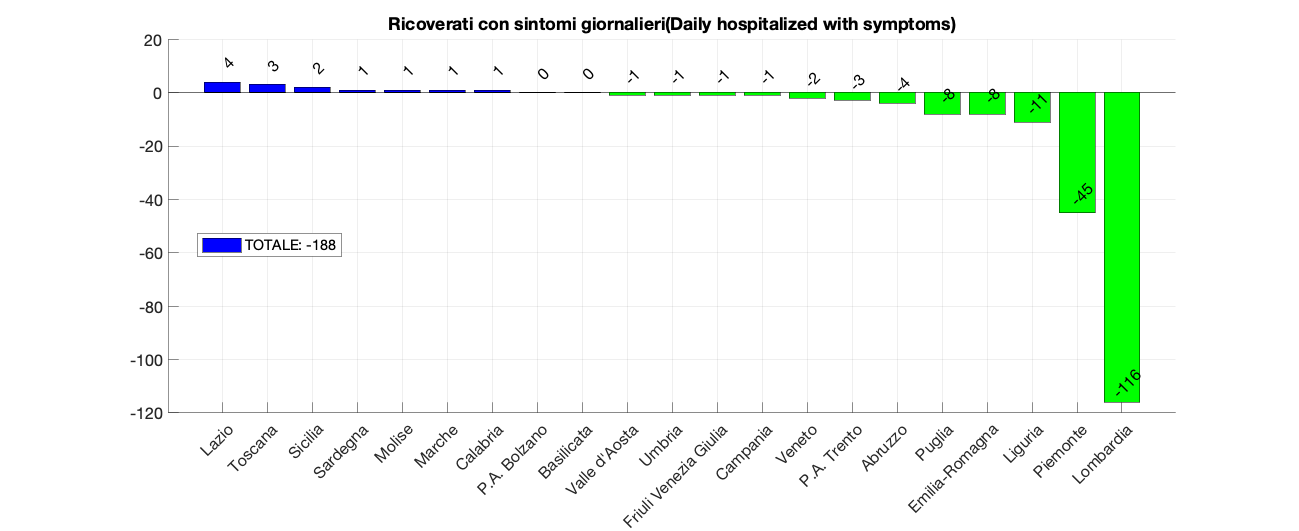 Ricoverati con sintomi giornalieri(Daily hospitalized with symptoms)
20
0
-20
-40
-60
-80
-100
-120
4
3
2
1
1
1
1
0
0
-1
-1
-1
-1
-2
-3
-4
-8
-8
-11
-45
-116
TOTALE: -188
Lazio
Toscana
Sicilia
Sardegna
Molise
Marche
Calabria
P.A. Bolzano
Basilicata
Valle d'Aosta
Umbria
Friuli Venezia Giulia
Campania
Veneto
P.A. Trento
Abruzzo
Puglia
Emilia-Romagna
Liguria
Piemonte
Lombardia